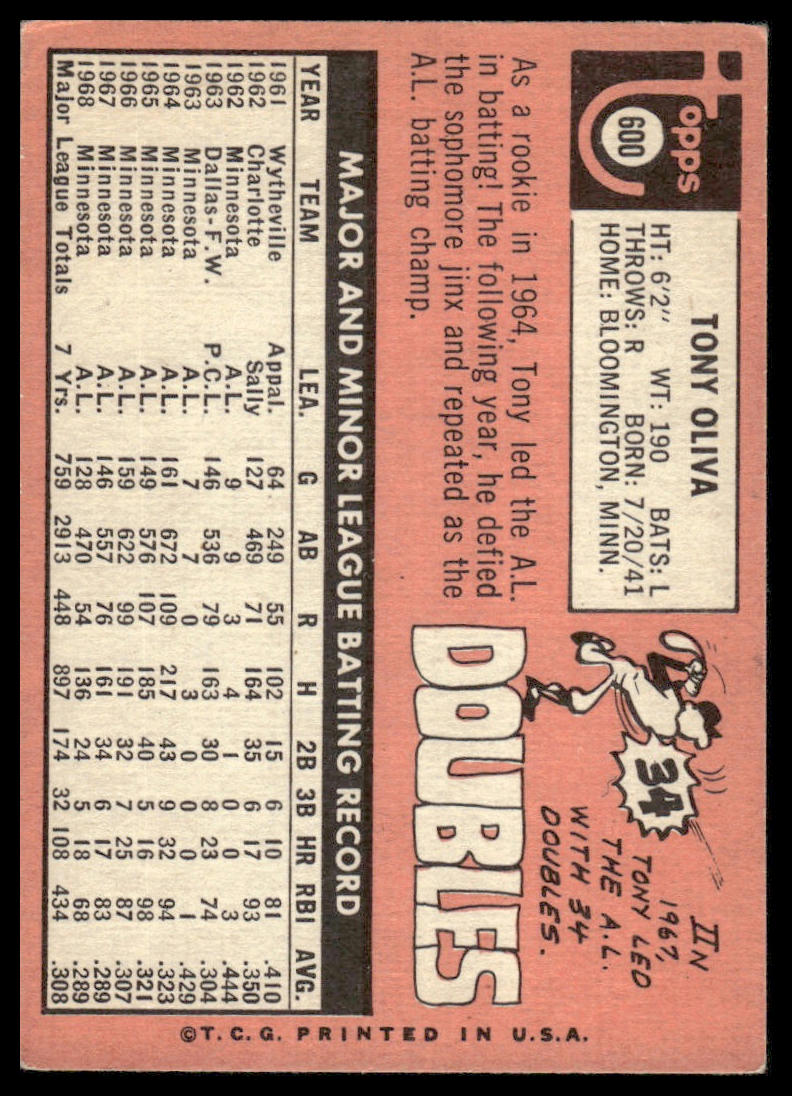 Topps
600
TONY OLIVA
HT: 6'2" WT: 190 BATS: L
THROWS: R BORN: 7/20/41
HOME: BLOOMINGTON, MINN.
As a rookie in 1964, Tony led the A.L.
in batting! The following year, he defied
the sophomore jinx and repeated as the
A.L. batting champ.
34
IN
1967,
TONY LED
THE A.L.
WITH 34
DOUBLES.
DOUBLES
MAJOR AND MINOR LEAGUE BATTING RECORD
YEAR TEAM LEA. G AB R H 2B 3B HR RBI AVG.
1961 Wytheville Appal. 64 249 55 102 15 6 10 81 .410
1962 Charlotte Sally 127 469 71 164 35 6 17 93 .350
1962 Minnesota A.L. 9 9 3 4 1 0 0 3 .444
1963 Dallas-F.W. P.C.L. 146 536 79 163 30 8 23 74 .304
1963 Minnesota A.L. 7 7 0 3 0 0 0 1 .429
1964 Minnesota A.L. 161 672 109 217 43 9 32 94 .323
1965 Minnesota A.L. 149 576 107 185 40 5 16 98 .321
1966 Minnesota A.L. 159 622 99 191 32 7 25 87 .307
1967 Minnesota A.L. 146 557 76 161 34 6 17 83 .289
1968 Minnesota A.L. 128 470 54 136 24 5 18 68 .289
Major League Totals 7 Yrs. 759 2913 448 897 174 32 108 434 .308
©T.C.G. PRINTED IN U.S.A.